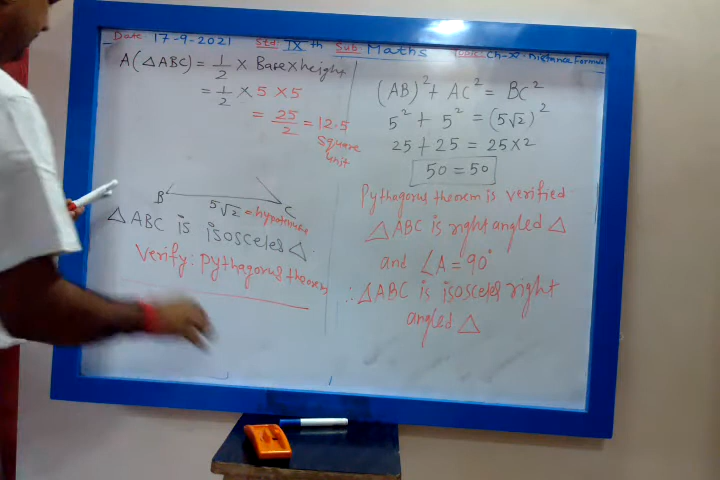 Date: 17-9-2021 Std: IX th Sub: Maths Ch- Distance Formula
A(△ABC) = 1/2 × Base×height
= 1/2 × 5 × 5
= 25/2 = 12.5
square
unit
B C
5√2 = hypotenuse
△ABC is isosceles △.
Verify: pythagorus theorem
(AB)² + AC² = BC²
5² + 5² = (5√2)²
25 + 25 = 25×2
50 = 50
Pythagorus theorem is verified
△ABC is right angled △
and ∠A = 90°
∴ △ABC is isosceles right
angled △